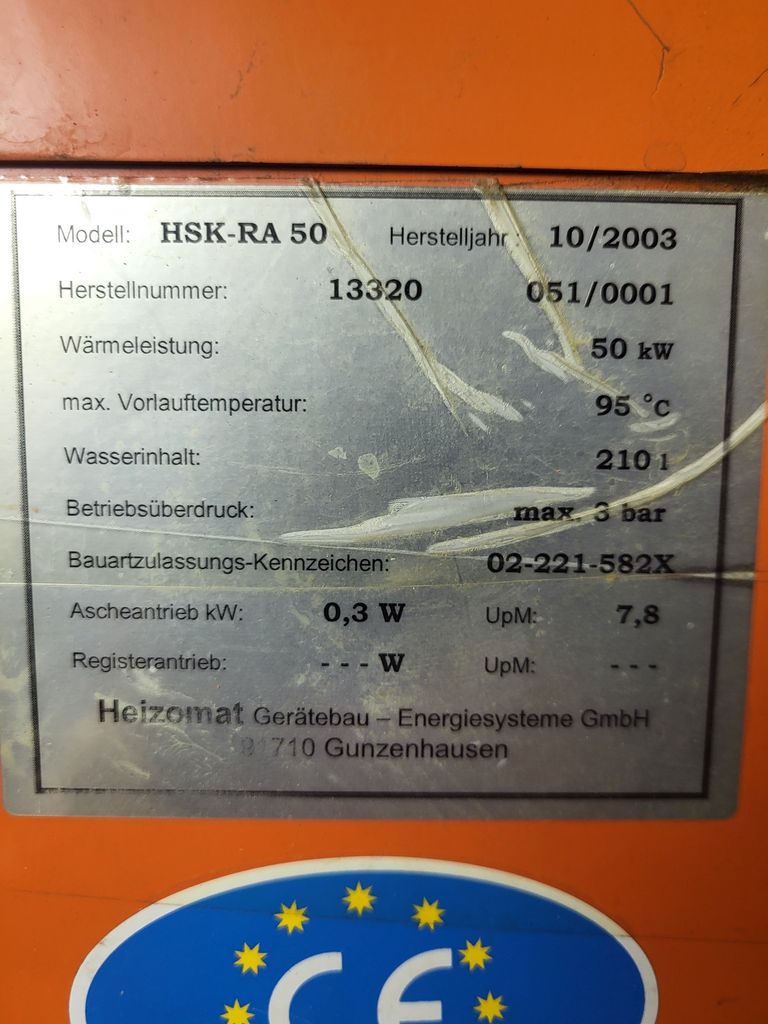 Modell: HSK-RA 50 Herstelljahr : 10/2003
Herstellnummer: 13320 051/0001
Wärmeleistung: 50 kW
max. Vorlauftemperatur: 95 °C
Wasserinhalt: 210 l
Betriebsüberdruck: max. 3 bar
Bauartzulassungs-Kennzeichen: 02-221-582X
Ascheantrieb kW: 0,3 W UpM: 7,8
Registerantrieb: - - - W UpM: - - -
Heizomat Gerätebau – Energiesysteme GmbH
91710 Gunzenhausen
CE